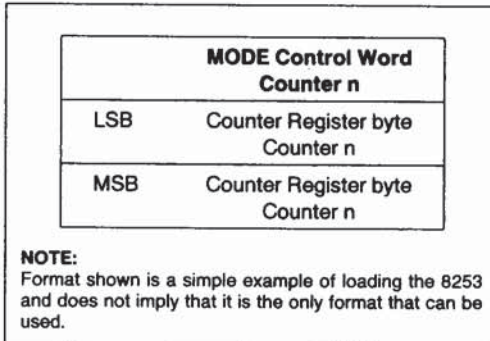 MODE Control Word
Counter n
LSB Counter Register byte
Counter n
MSB Counter Register byte
Counter n
NOTE:
Format shown is a simple example of loading the 8253
and does not imply that it is the only format that can be
used.